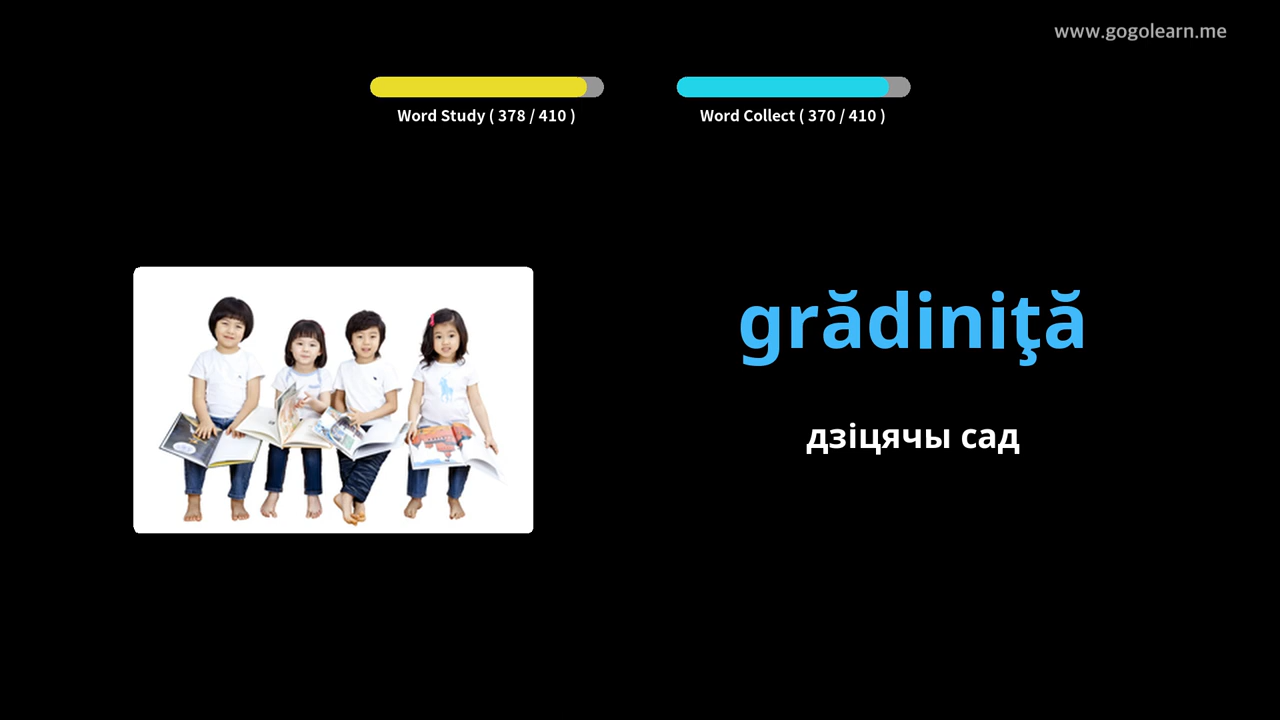 www.gogolearn.me
Word Study ( 378 / 410 )
Word Collect ( 370 / 410 )
grădiniţă
дзіцячы сад